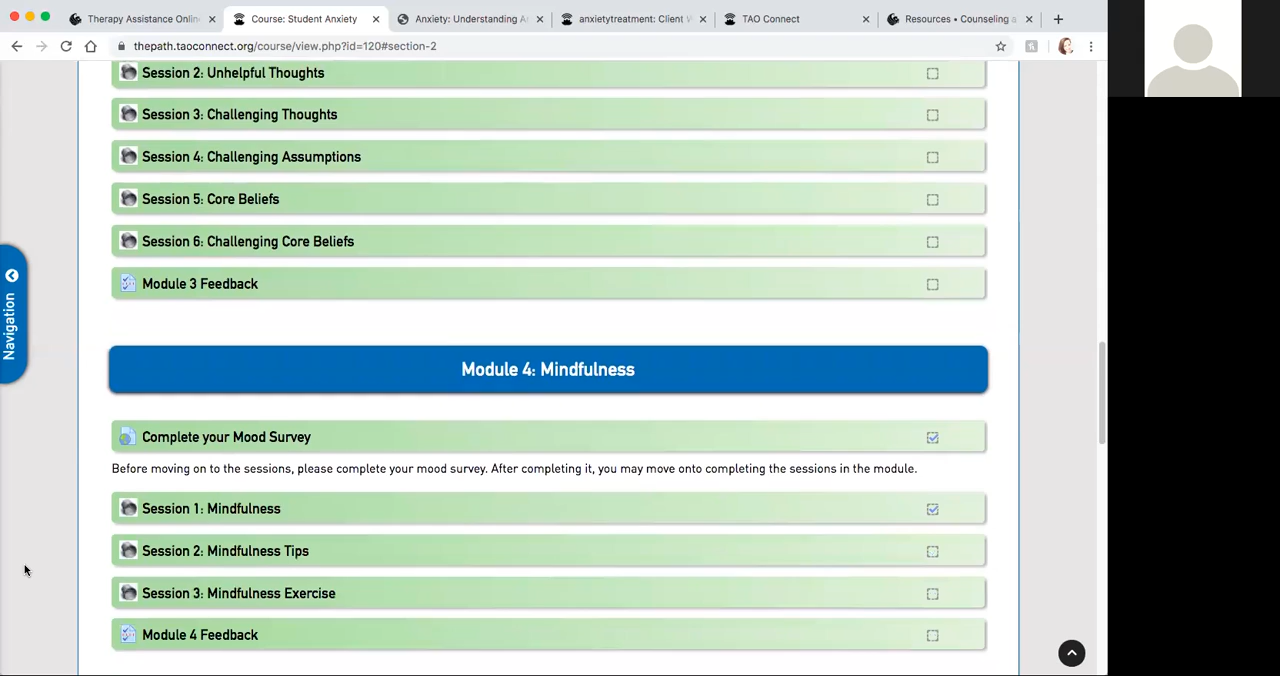 Therapy Assistance Onlin
Course: Student Anxiety
Anxiety: Understanding A
anxietytreatment: Client W
TAO Connect
Resources • Counseling a
thepath.taoconnect.org/course/view.php?id=120#section-2
Session 2: Unhelpful Thoughts
Session 3: Challenging Thoughts
Session 4: Challenging Assumptions
Session 5: Core Beliefs
Session 6: Challenging Core Beliefs
Module 3 Feedback
Navigation
Module 4: Mindfulness
Complete your Mood Survey
Before moving on to the sessions, please complete your mood survey. After completing it, you may move onto completing the sessions in the module.
Session 1: Mindfulness
Session 2: Mindfulness Tips
Session 3: Mindfulness Exercise
Module 4 Feedback